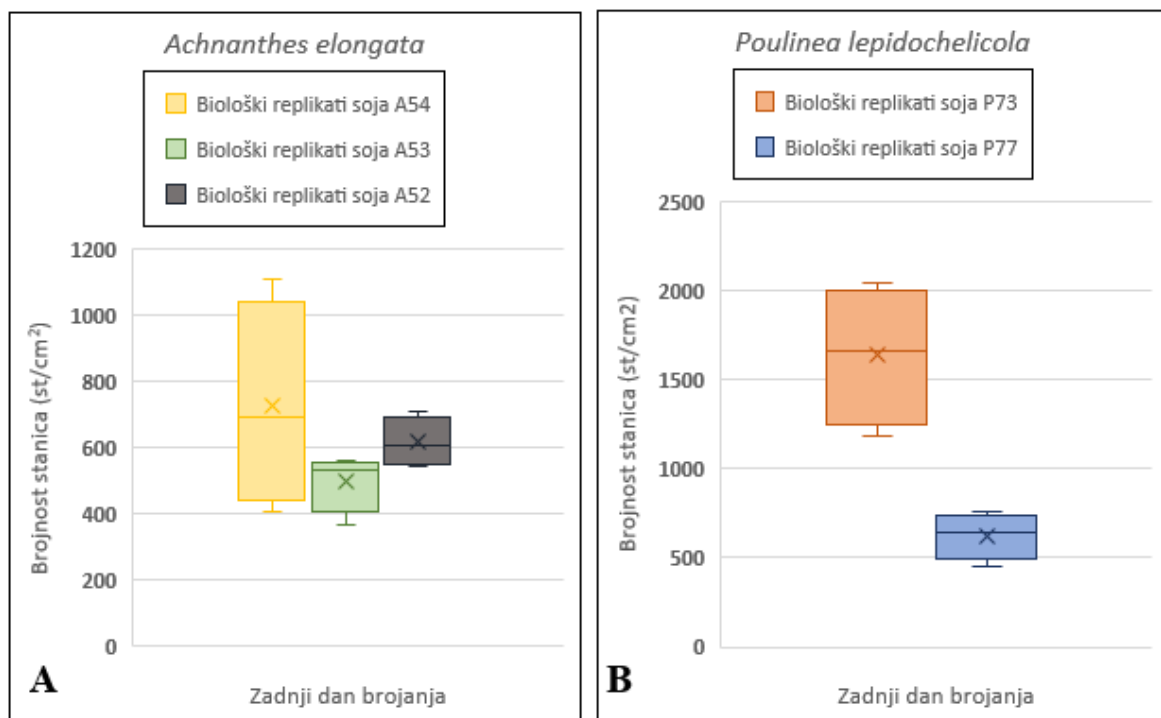 Achnanthes elongata
Biološki replikati soja A54
Biološki replikati soja A53
Biološki replikati soja A52
1200
1000
800
600
400
200
0
Brojnost stanica (st/cm²)
Zadnji dan brojanja
A
Poulinea lepidochelicola
Biološki replikati soja P73
Biološki replikati soja P77
2500
2000
1500
1000
500
0
Brojnost stanica (st/cm2)
Zadnji dan brojanja
B